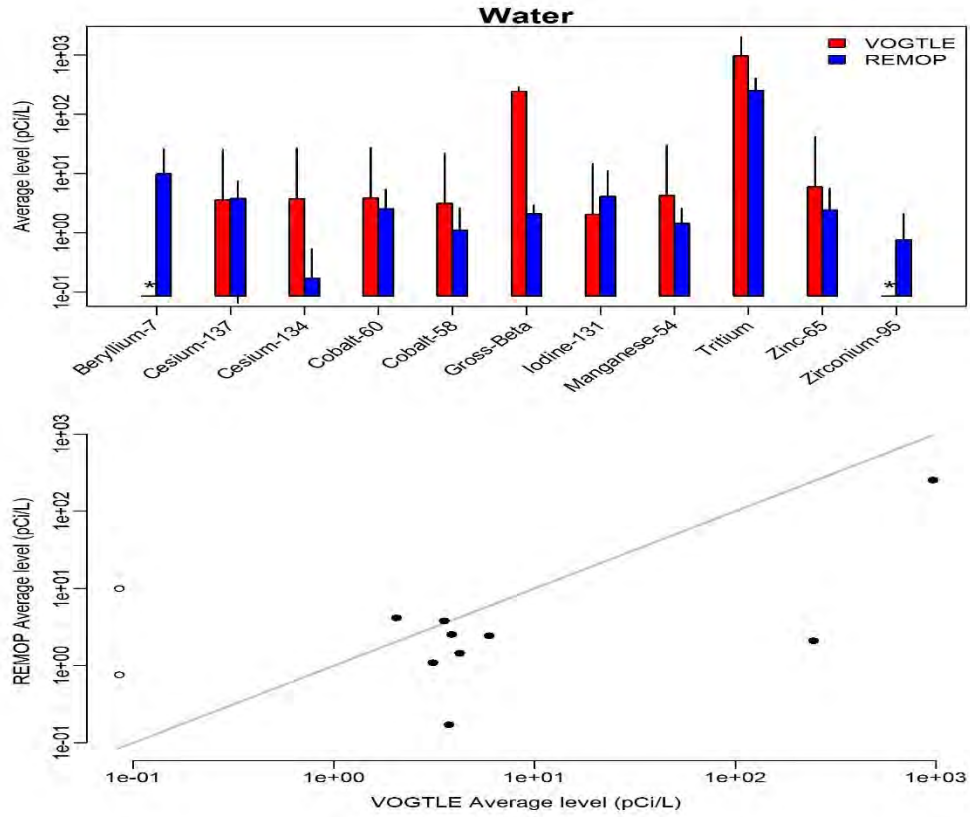 Water
VOGTLE
REMOP
Average level (pCi/L)
1e+03
1e+02
1e+01
1e+00
1e-01
*
*
Beryllium-7
Cesium-137
Cesium-134
Cobalt-60
Cobalt-58
Gross-Beta
Iodine-131
Manganese-54
Tritium
Zinc-65
Zirconium-95
REMOP Average level (pCi/L)
1e+03
1e+02
1e+01
1e+00
1e-01
1e-01 1e+00 1e+01 1e+02 1e+03
VOGTLE Average level (pCi/L)